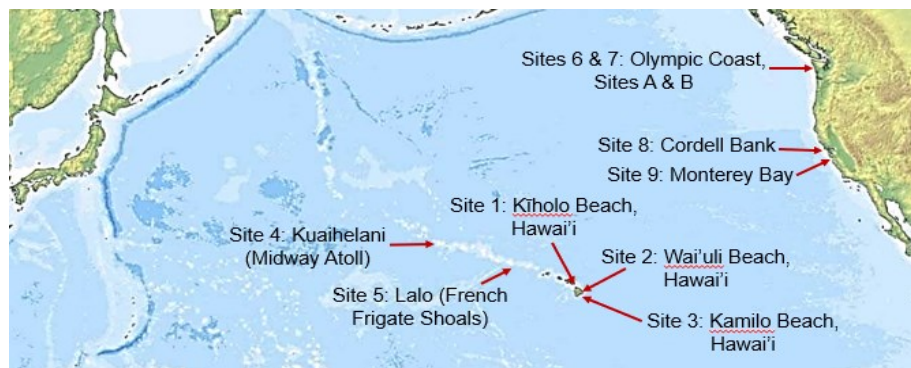 Sites 6 & 7: Olympic Coast,
Sites A & B
Site 8: Cordell Bank
Site 9: Monterey Bay
Site 1: Kīholo Beach,
Hawai'i
Site 4: Kuaihelani
(Midway Atoll)
Site 2: Wai'uli Beach,
Hawai'i
Site 5: Lalo (French
Frigate Shoals)
Site 3: Kamilo Beach,
Hawai'i